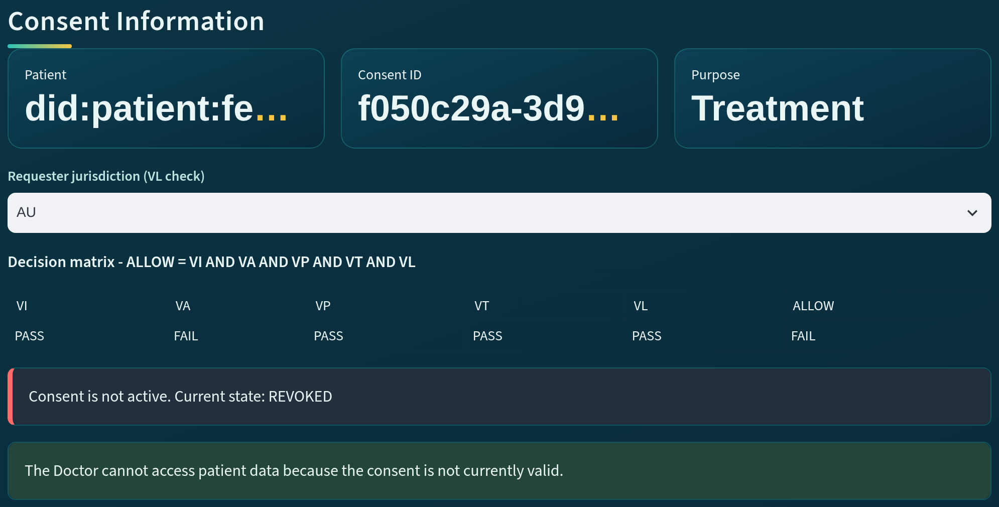 Consent Information
Patient
did:patient:fe...
Consent ID
f050c29a-3d9...
Purpose
Treatment
Requester jurisdiction (VL check)
AU
Decision matrix - ALLOW = VI AND VA AND VP AND VT AND VL
VI VA VP VT VL ALLOW
PASS FAIL PASS PASS PASS FAIL
Consent is not active. Current state: REVOKED
The Doctor cannot access patient data because the consent is not currently valid.